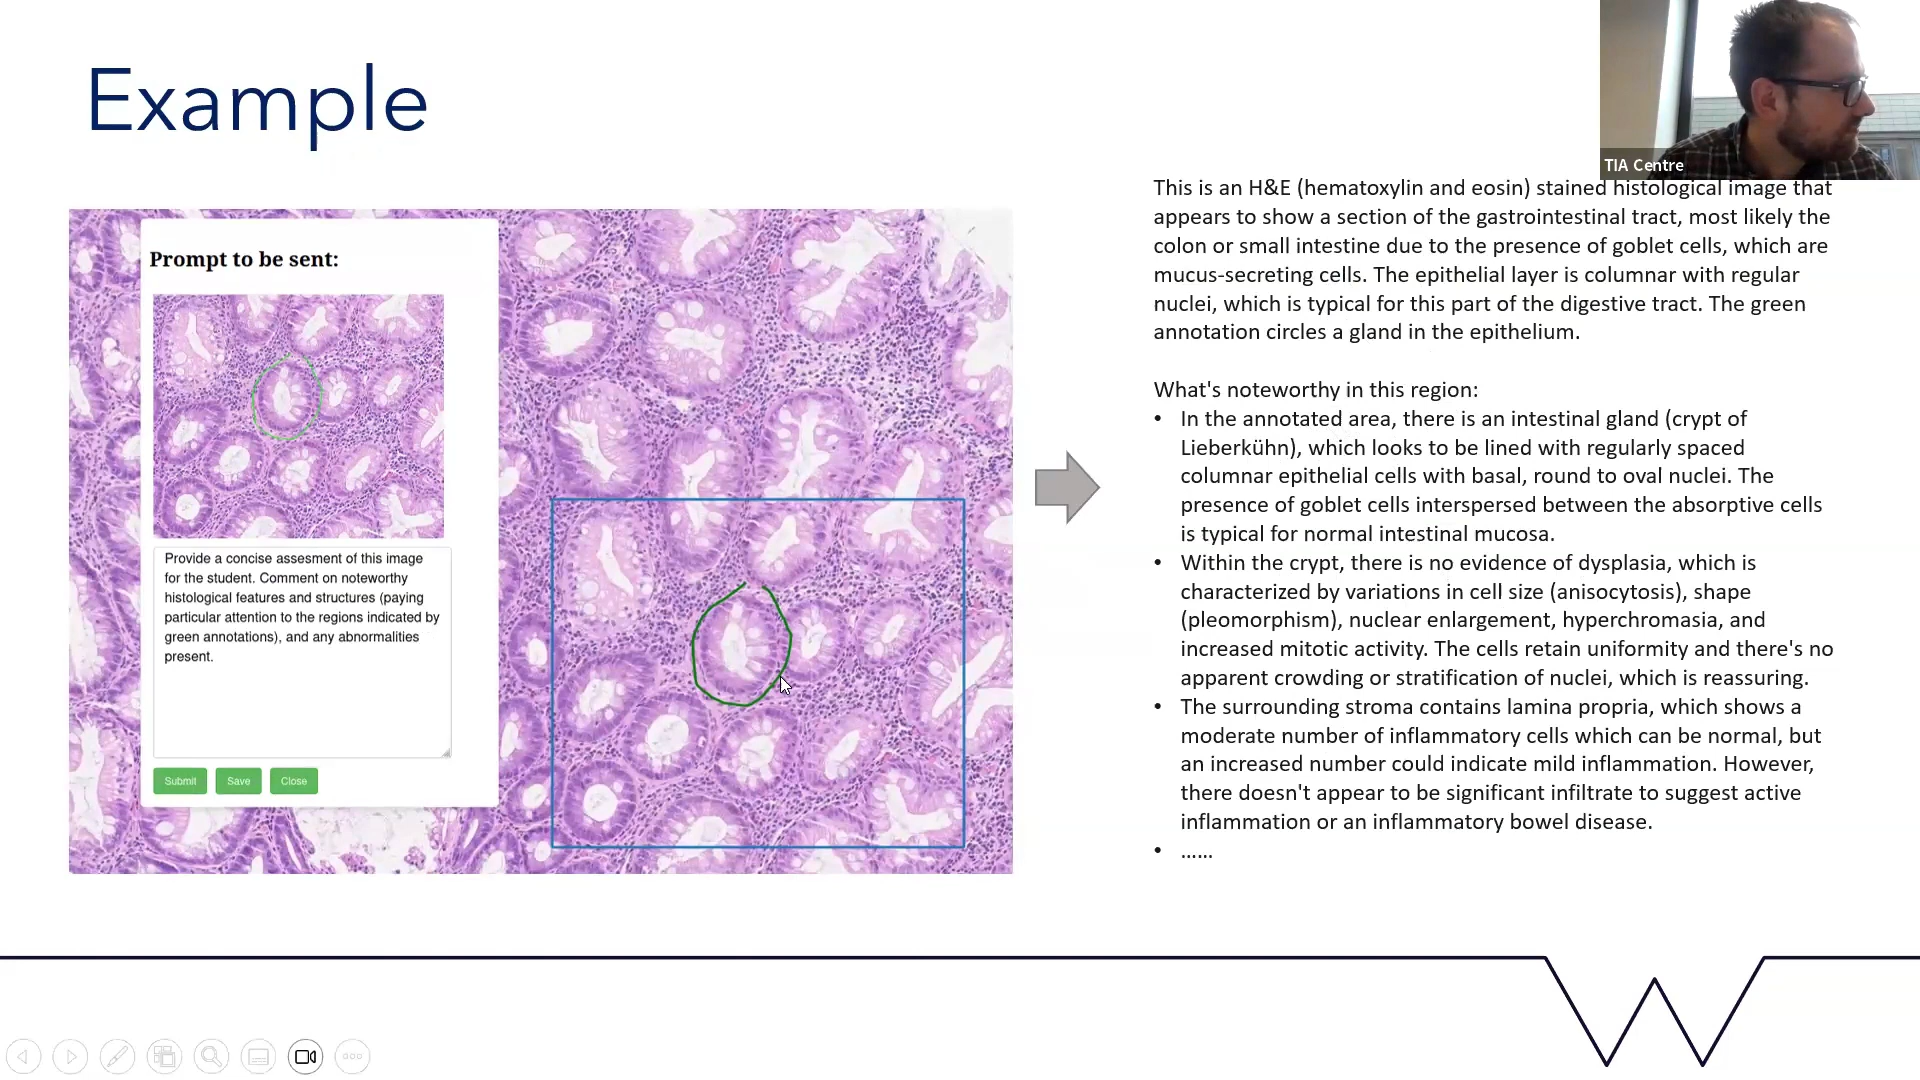 Example
TIA Centre
Prompt to be sent:
Provide a concise assesment of this image
for the student. Comment on noteworthy
histological features and structures (paying
particular attention to the regions indicated by
green annotations), and any abnormalities
present.
Submit Save Close
This is an H&E (hematoxylin and eosin) stained histological image that
appears to show a section of the gastrointestinal tract, most likely the
colon or small intestine due to the presence of goblet cells, which are
mucus-secreting cells. The epithelial layer is columnar with regular
nuclei, which is typical for this part of the digestive tract. The green
annotation circles a gland in the epithelium.
What's noteworthy in this region:
• In the annotated area, there is an intestinal gland (crypt of
Lieberkühn), which looks to be lined with regularly spaced
columnar epithelial cells with basal, round to oval nuclei. The
presence of goblet cells interspersed between the absorptive cells
is typical for normal intestinal mucosa.
• Within the crypt, there is no evidence of dysplasia, which is
characterized by variations in cell size (anisocytosis), shape
(pleomorphism), nuclear enlargement, hyperchromasia, and
increased mitotic activity. The cells retain uniformity and there's no
apparent crowding or stratification of nuclei, which is reassuring.
• The surrounding stroma contains lamina propria, which shows a
moderate number of inflammatory cells which can be normal, but
an increased number could indicate mild inflammation. However,
there doesn't appear to be significant infiltrate to suggest active
inflammation or an inflammatory bowel disease.
• ......